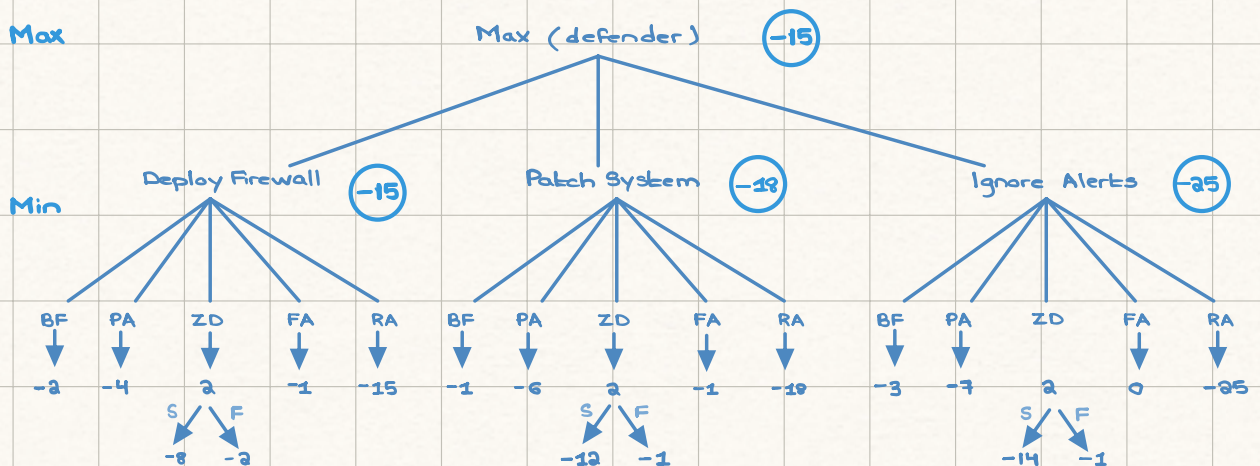 Max
Max (defender)
-15
Deploy Firewall
-15
Patch System
-18
Ignore Alerts
-25
Min
BF PA ZD FA RA
BF PA ZD FA RA
BF PA ZD FA RA
-2 -4 2 -1 -15
-1 -6 2 -1 -18
-3 -7 2 0 -25
S F
S F
S F
-8 -2
-12 -1
-14 -1